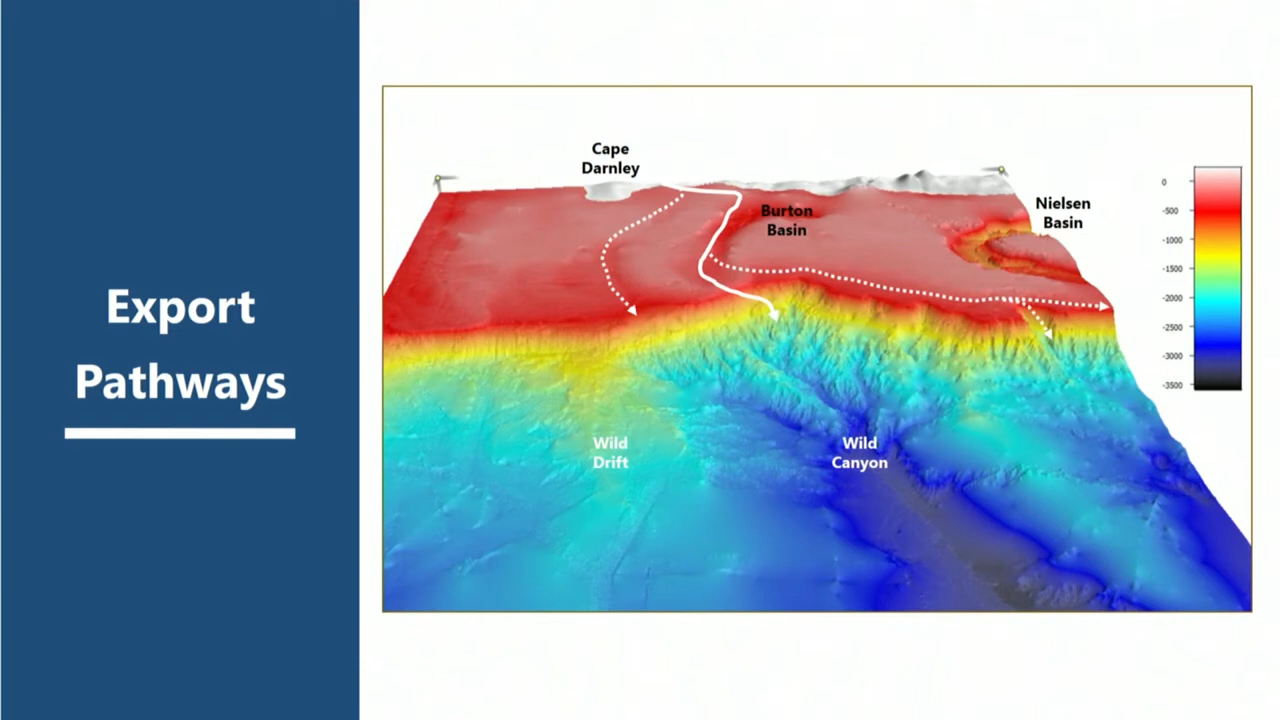 Export
Pathways
Cape
Darnley
Burton
Basin
Nielsen
Basin
Wild
Drift
Wild
Canyon
0
-500
-1000
-1500
-2000
-2500
-3000
-3500